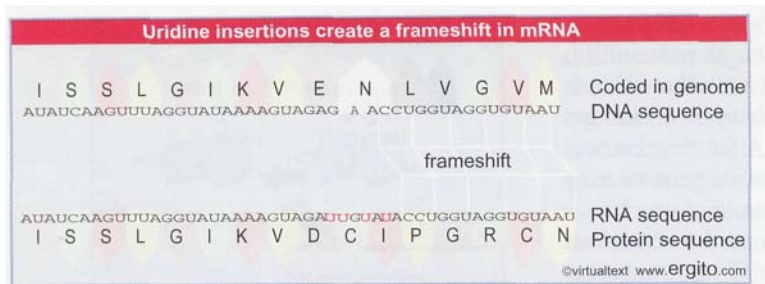 Uridine insertions create a frameshift in mRNA
I S S L G I K V E N L V G V M Coded in genome
AUAUCAAGUUUAGGUAUAAAAGUAGAG A ACCUGGUAGGUGUAAU DNA sequence
frameshift
AUAUCAAGUUUAGGUAUAAAAGUAGAUUGUAUACCUGGUAGGUGUAAU RNA sequence
I S S L G I K V D C I P G R C N Protein sequence
©virtualtext www.ergito.com